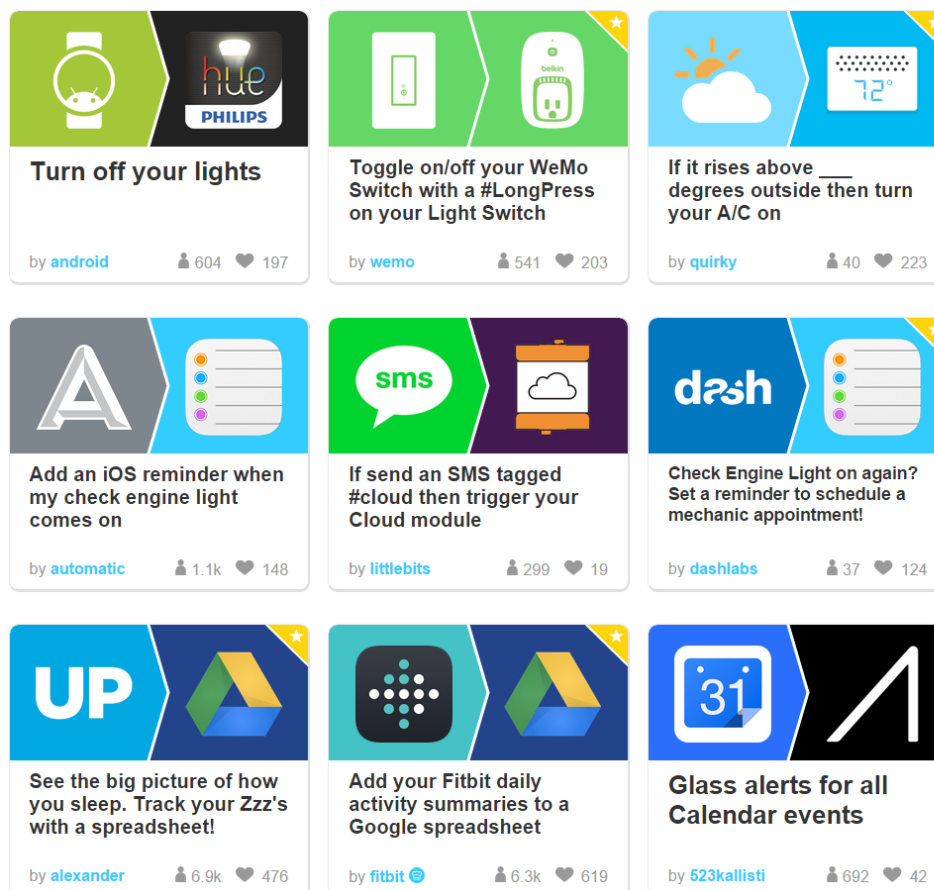 hue
PHILIPS
Turn off your lights
by android 604 197
belkin
Toggle on/off your WeMo
Switch with a #LongPress
on your Light Switch
by wemo 541 203
72°
If it rises above ___
degrees outside then turn
your A/C on
by quirky 40 223
Add an iOS reminder when
my check engine light
comes on
by automatic 1.1k 148
sms
If send an SMS tagged
#cloud then trigger your
Cloud module
by littlebits 299 19
dash
Check Engine Light on again?
Set a reminder to schedule a
mechanic appointment!
by dashlabs 37 124
UP
See the big picture of how
you sleep. Track your Zzz's
with a spreadsheet!
by alexander 6.9k 476
Add your Fitbit daily
activity summaries to a
Google spreadsheet
by fitbit 6.3k 619
31
Glass alerts for all
Calendar events
by 523kallisti 692 42